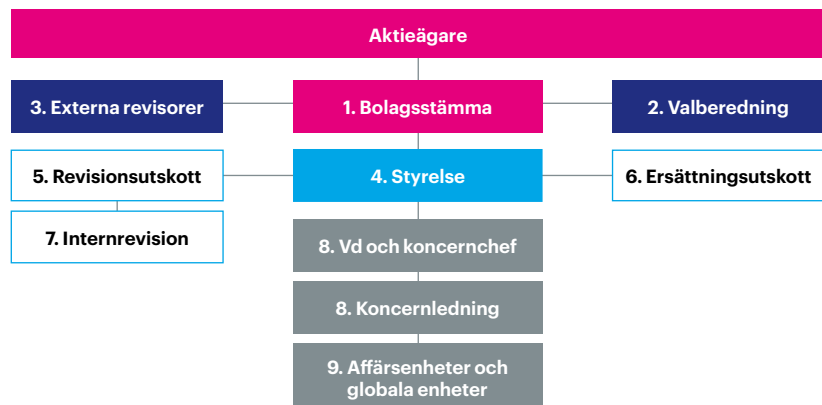 Aktieägare
3. Externa revisorer
1. Bolagsstämma
2. Valberedning
5. Revisionsutskott
4. Styrelse
6. Ersättningsutskott
7. Internrevision
8. Vd och koncernchef
8. Koncernledning
9. Affärsenheter och
globala enheter